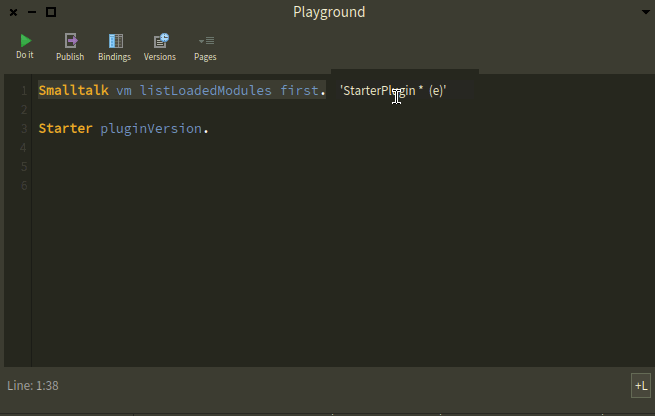 Playground
Do it Publish Bindings Versions Pages
1 Smalltalk vm listLoadedModules first. 'StarterPlugin * (e)'
2
3 Starter pluginVersion.
4
5
6
Line: 1:38 +L